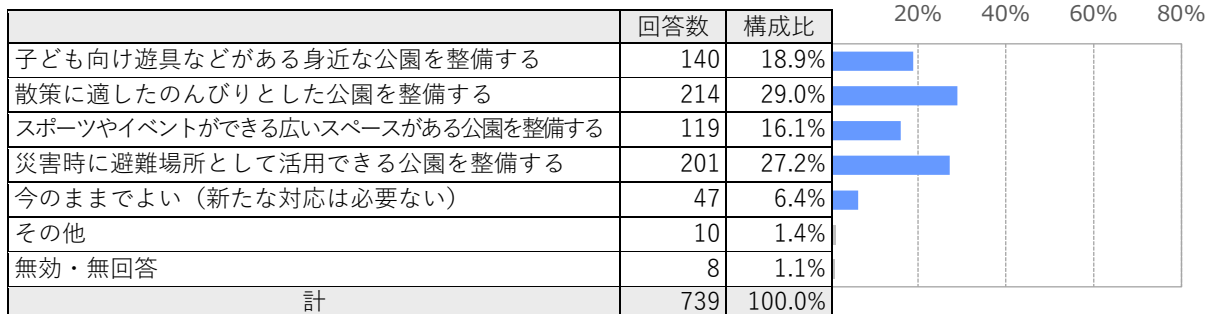 20% 40% 60% 80%
回答数 構成比
子ども向け遊具などがある身近な公園を整備する 140 18.9%
散策に適したのんびりとした公園を整備する 214 29.0%
スポーツやイベントができる広いスペースがある公園を整備する 119 16.1%
災害時に避難場所として活用できる公園を整備する 201 27.2%
今のままでよい（新たな対応は必要ない） 47 6.4%
その他 10 1.4%
無効・無回答 8 1.1%
計 739 100.0%